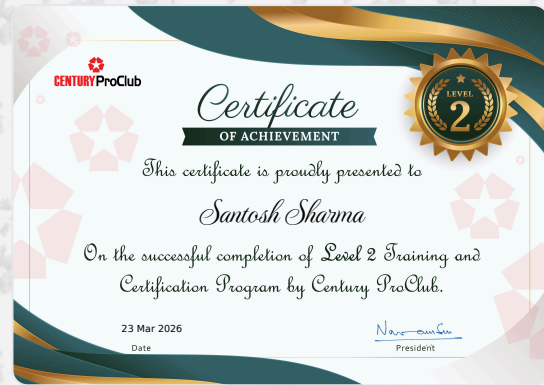 CENTURY ProClub
LEVEL
2
Certificate
OF ACHIEVEMENT
This certificate is proudly presented to
Santosh Sharma
On the successful completion of Level 2 Training and
Certification Program by Century ProClub.
23 Mar 2026
Date
President